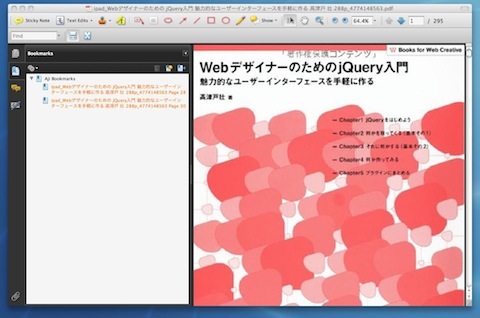 ipad_WebデザイナーのためのjQuery入門 魅力的なユーザーインターフェースを手軽に作る 高津戸 壮 288p_4774148563.pdf
Sticky Note
Text Edits
Show
64.4%
1
/ 295
Find
Bookmarks
AJ Bookmarks
ipad_WebデザイナーのためのjQuery入門 魅力的なユーザーインターフェースを手軽に作る 高津戸 壮 288p_4774148563 Page 28
ipad_WebデザイナーのためのjQuery入門 魅力的なユーザーインターフェースを手軽に作る 高津戸 壮 288p_4774148563 Page
「著作権保護コンテンツ」
Books for Web Creative
WebデザイナーのためのjQuery入門
魅力的なユーザーインターフェースを手軽に作る
高津戸壮 著
Chapter1 jQueryをはじめよう
Chapter2 何かを取ってくる(基本その1)
Chapter3 それに何かする(基本その2)
Chapter4 何か作ってみる
Chapter5 プラグインにまとめる